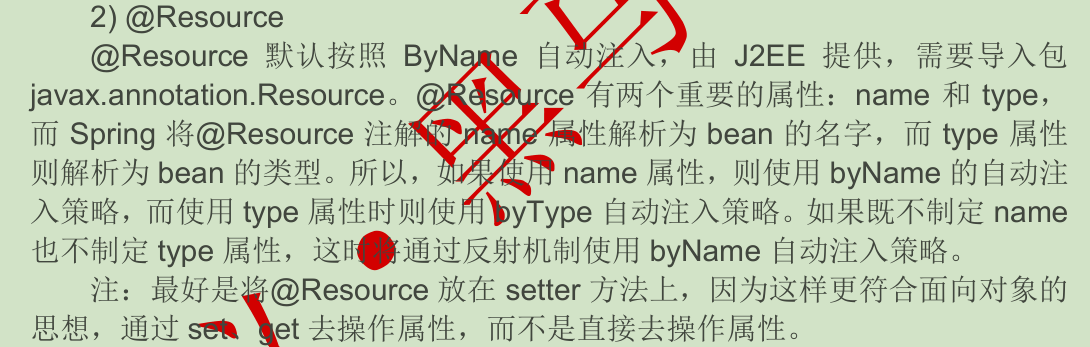 2) @Resource
@Resource 默认按照 ByName 自动注入，由 J2EE 提供，需要导入包
javax.annotation.Resource。@Resource 有两个重要的属性：name 和 type，
而 Spring 将@Resource 注解的 name 属性解析为 bean 的名字，而 type 属性
则解析为 bean 的类型。所以，如果使用 name 属性，则使用 byName 的自动注
入策略，而使用 type 属性时则使用 byType 自动注入策略。如果既不制定 name
也不制定 type 属性，这时将通过反射机制使用 byName 自动注入策略。
注：最好是将@Resource 放在 setter 方法上，因为这样更符合面向对象的
思想，通过 set、get 去操作属性，而不是直接去操作属性。